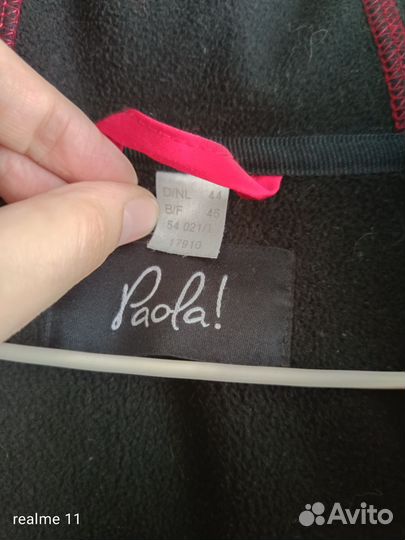 D/NL 44
B/F 46
54 021/1
17910
Paola!
realme 11
Avito